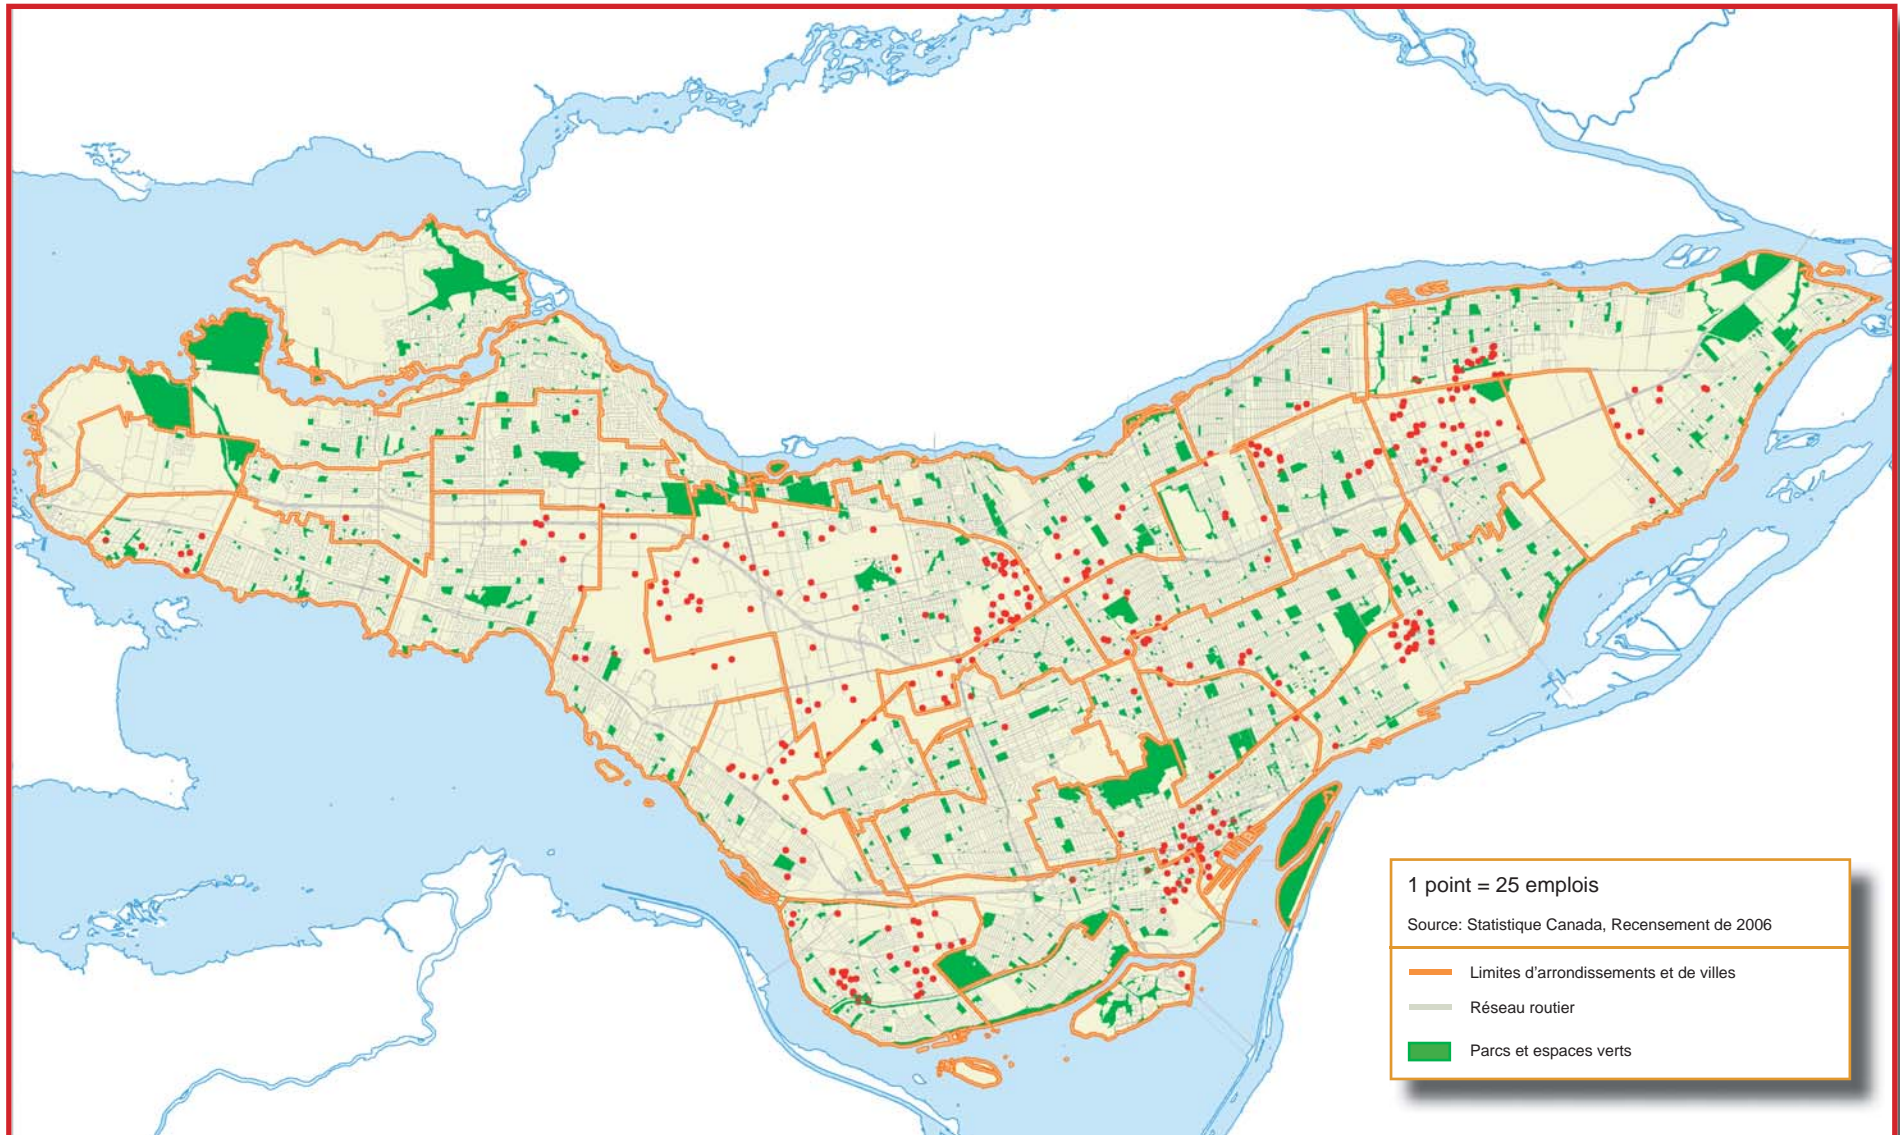 1 point = 25 emplois
Source: Statistique Canada, Recensement de 2006
Limites d'arrondissements et de villes
Réseau routier
Parcs et espaces verts